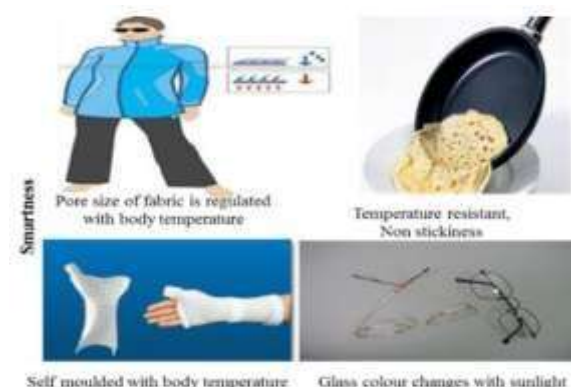 Smartness
Pore size of fabric is regulated
with body temperature
Temperature resistant,
Non stickiness
Self moulded with body temperature
Glass colour changes with sunlight